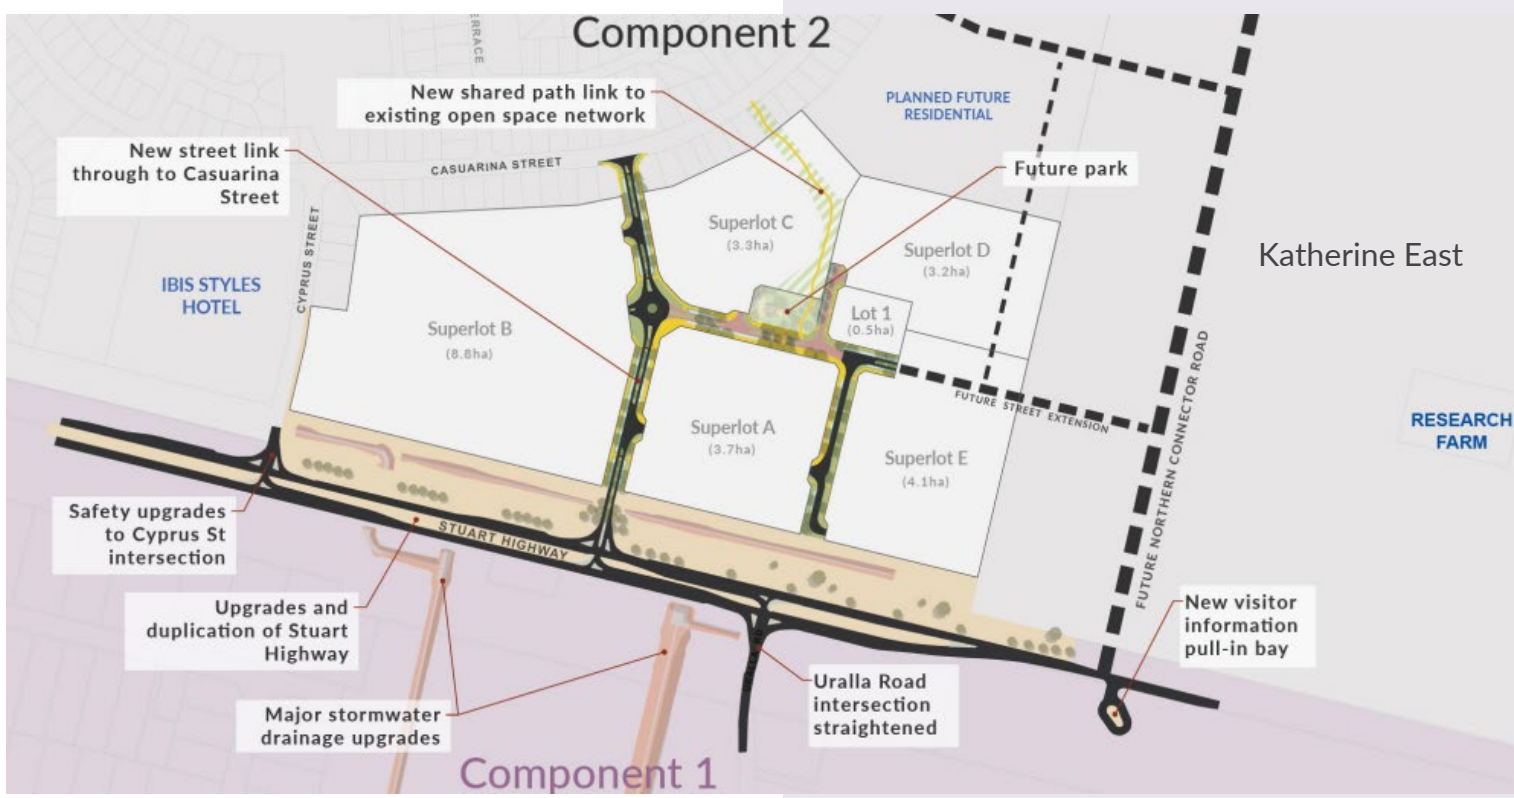 Component 2
ERRACE
New shared path link to
existing open space network
PLANNED FUTURE
RESIDENTIAL
New street link
through to Casuarina
Street
CASUARINA STREET
Future park
CYPRUS STREET
IBIS STYLES
HOTEL
Superlot C
(3.3ha)
Superlot D
(3.2ha)
Katherine East
Superlot B
(8.8ha)
Lot 1
(0.5ha)
FUTURE STREET EXTENSION
FUTURE NORTHERN CONNECTOR ROAD
RESEARCH
FARM
Superlot A
(3.7ha)
Superlot E
(4.1ha)
Safety upgrades
to Cyprus St
intersection
STUART HIGHWAY
Upgrades and
duplication of Stuart
Highway
New visitor
information
pull-in bay
URALLA RD
Uralla Road
intersection
straightened
Major stormwater
drainage upgrades
Component 1